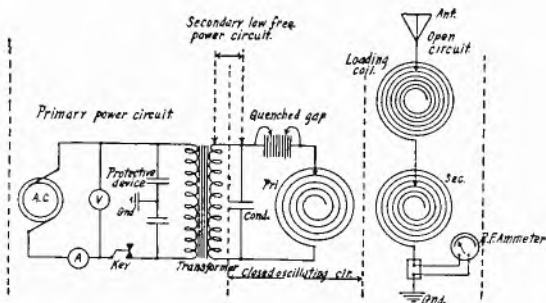 Secondary low freq.
power circuit.
Ant.
Open
circuit
Loading
coil.
Primary power circuit
Quenched gap
Protective
device
A.C
V
Gnd
Pri
Cond.
Sec.
R.F. Ammeter
A
Key
Transformer
Closed oscillating cir.
Gnd.